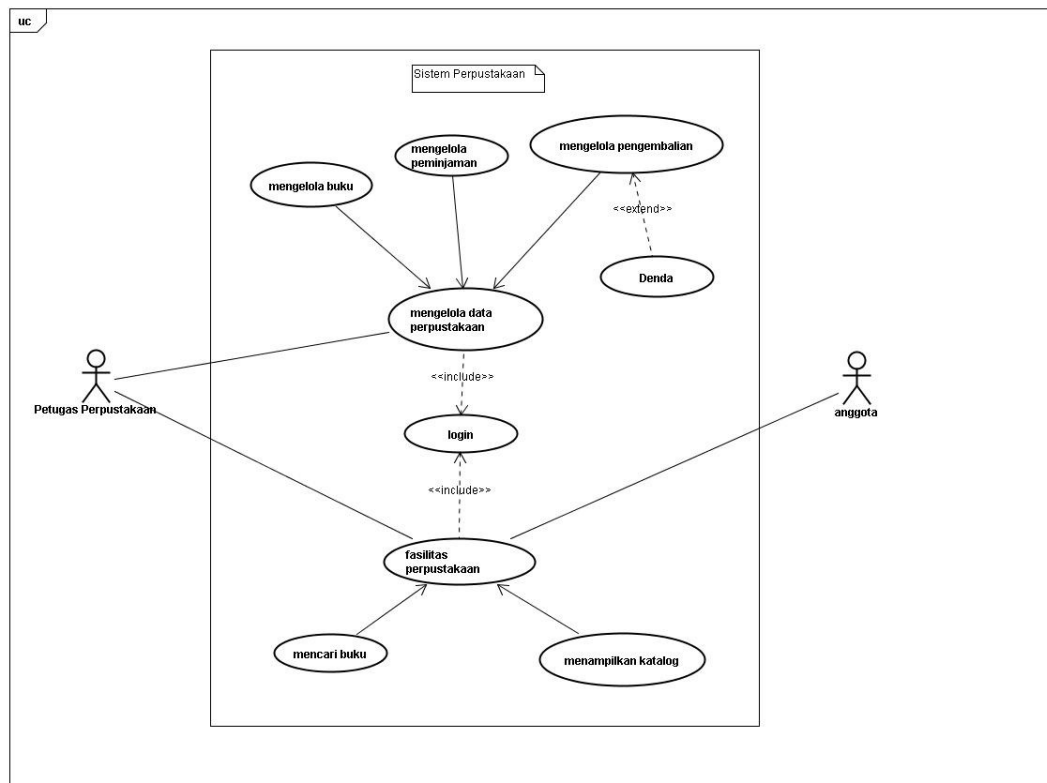 uc
Sistem Perpustakaan
mengelola
peminjaman
mengelola pengembalian
mengelola buku
<<extend>>
Denda
mengelola data
perpustakaan
<<include>>
Petugas Perpustakaan
anggota
login
<<include>>
fasilitas
perpustakaan
mencari buku
menampilkan katalog